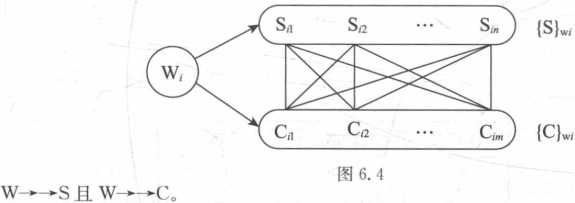 S_{i1} S_{i2} … S_{in} {S}_{wi}
W_i
C_{i1} C_{i2} … C_{im} {C}_{wi}
图 6.4
W→→S 且 W→→C。